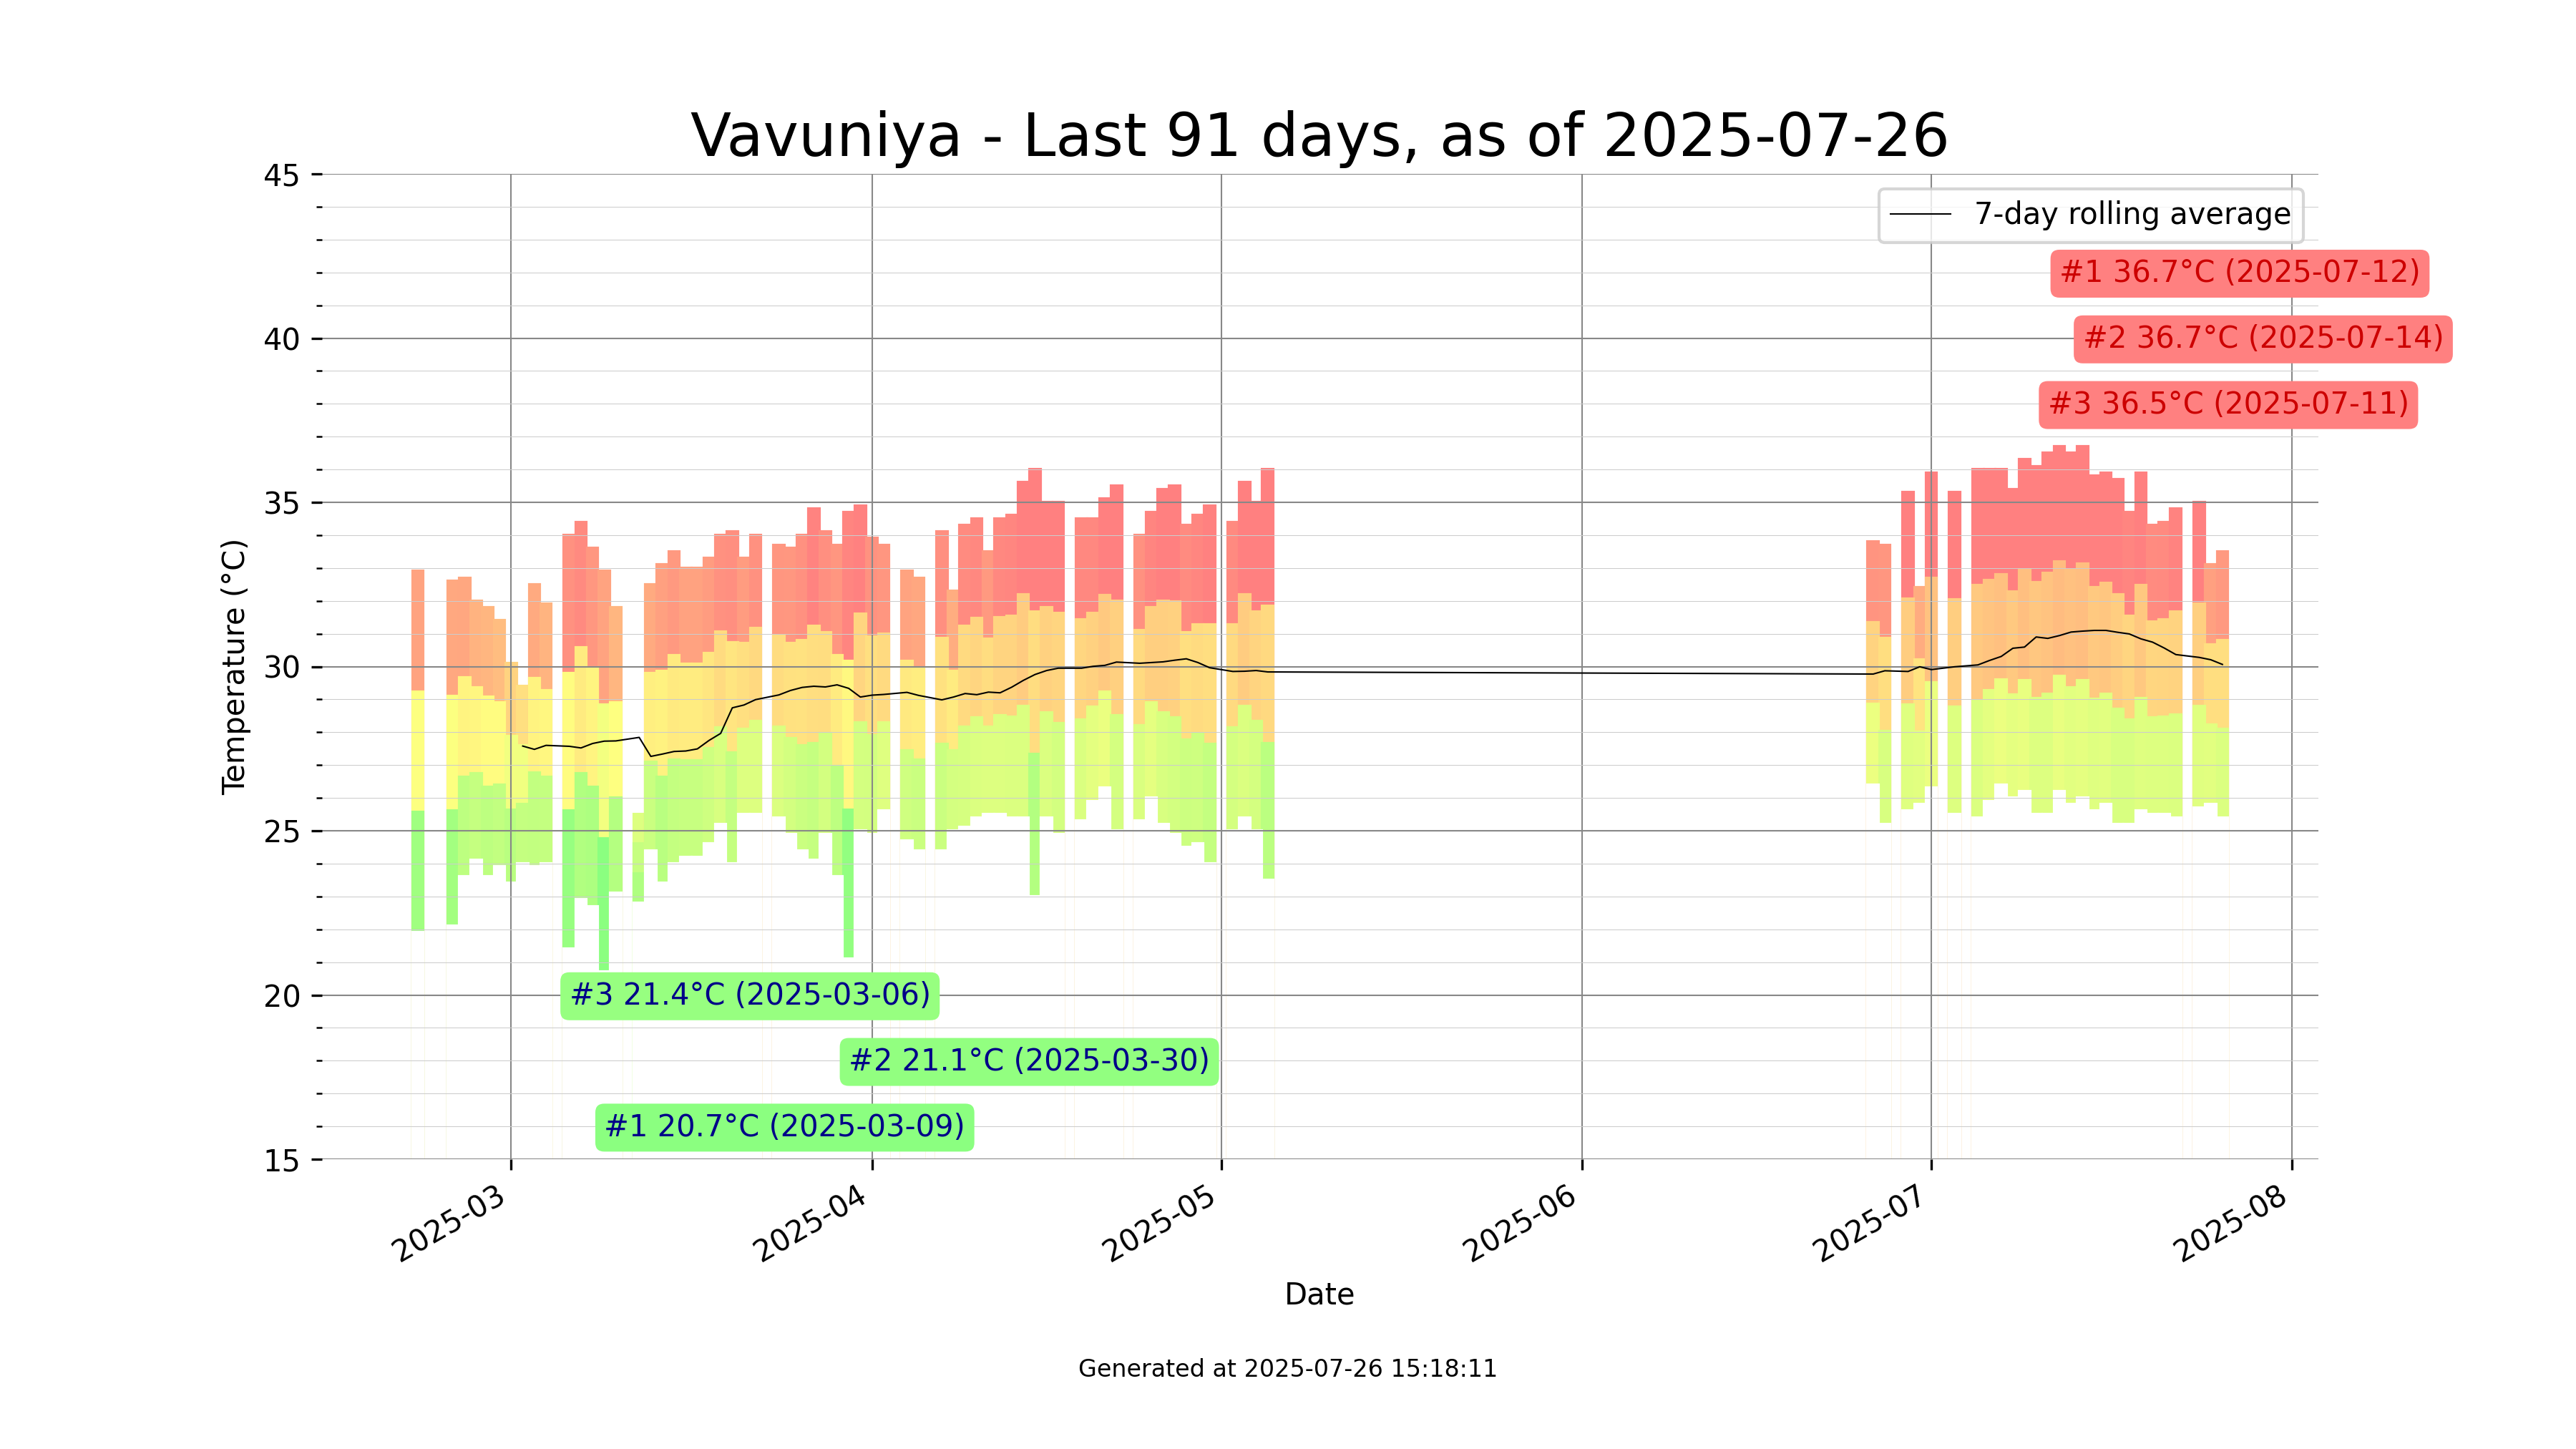 Vavuniya - Last 91 days, as of 2025-07-26
45
40
35
30
25
20
15
Temperature (°C)
7-day rolling average
#1 36.7°C (2025-07-12)
#2 36.7°C (2025-07-14)
#3 36.5°C (2025-07-11)
#3 21.4°C (2025-03-06)
#2 21.1°C (2025-03-30)
#1 20.7°C (2025-03-09)
2025-03
2025-04
2025-05
2025-06
2025-07
2025-08
Date
Generated at 2025-07-26 15:18:11